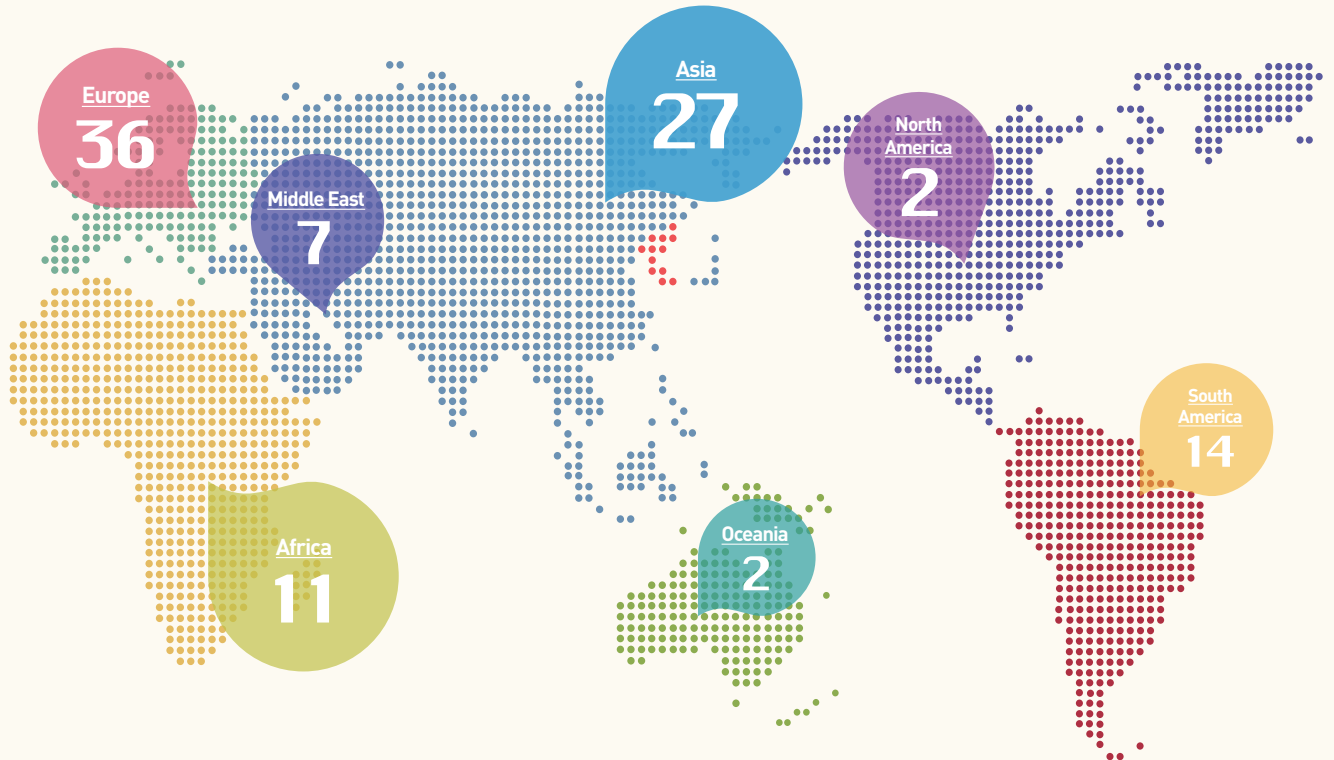 Europe
36
Middle East
7
Asia
27
North
America
2
South
America
14
Africa
11
Oceania
2